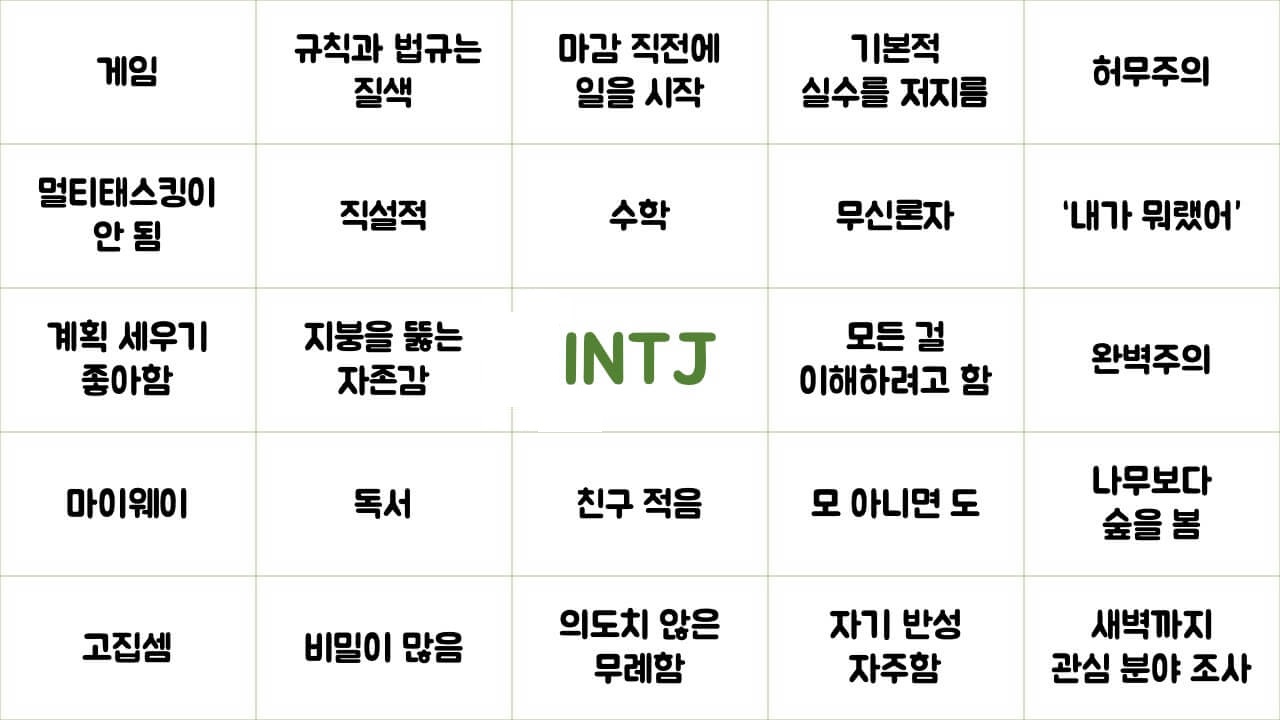 게임
규칙과 법규는
질색
마감 직전에
일을 시작
기본적
실수를 저지름
허무주의
멀티태스킹이
안 됨
직설적
수학
무신론자
'내가 뭐랬어'
계획 세우기
좋아함
지붕을 뚫는
자존감
INTJ
모든 걸
이해하려고 함
완벽주의
마이웨이
독서
친구 적음
모 아니면 도
나무보다
숲을 봄
고집셈
비밀이 많음
의도치 않은
무례함
자기 반성
자주함
새벽까지
관심 분야 조사